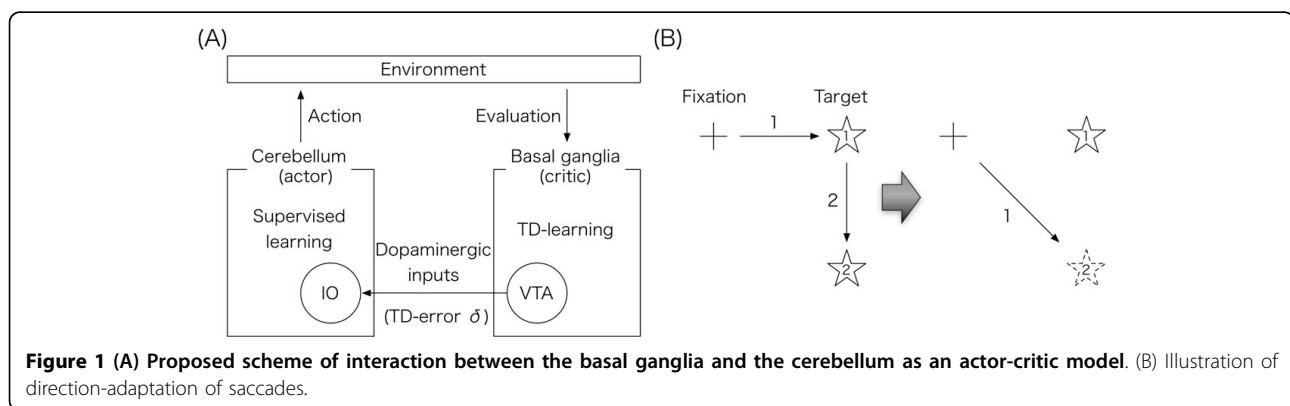 (A)
Environment
Action
Evaluation
Cerebellum
(actor)
Basal ganglia
(critic)
Supervised
learning
TD-learning
Dopaminergic
inputs
IO
VTA
(TD-error δ)
(B)
Fixation
Target
1
1
2
2
1
1
2
Figure 1 (A) Proposed scheme of interaction between the basal ganglia and the cerebellum as an actor-critic model. (B) Illustration of
direction-adaptation of saccades.